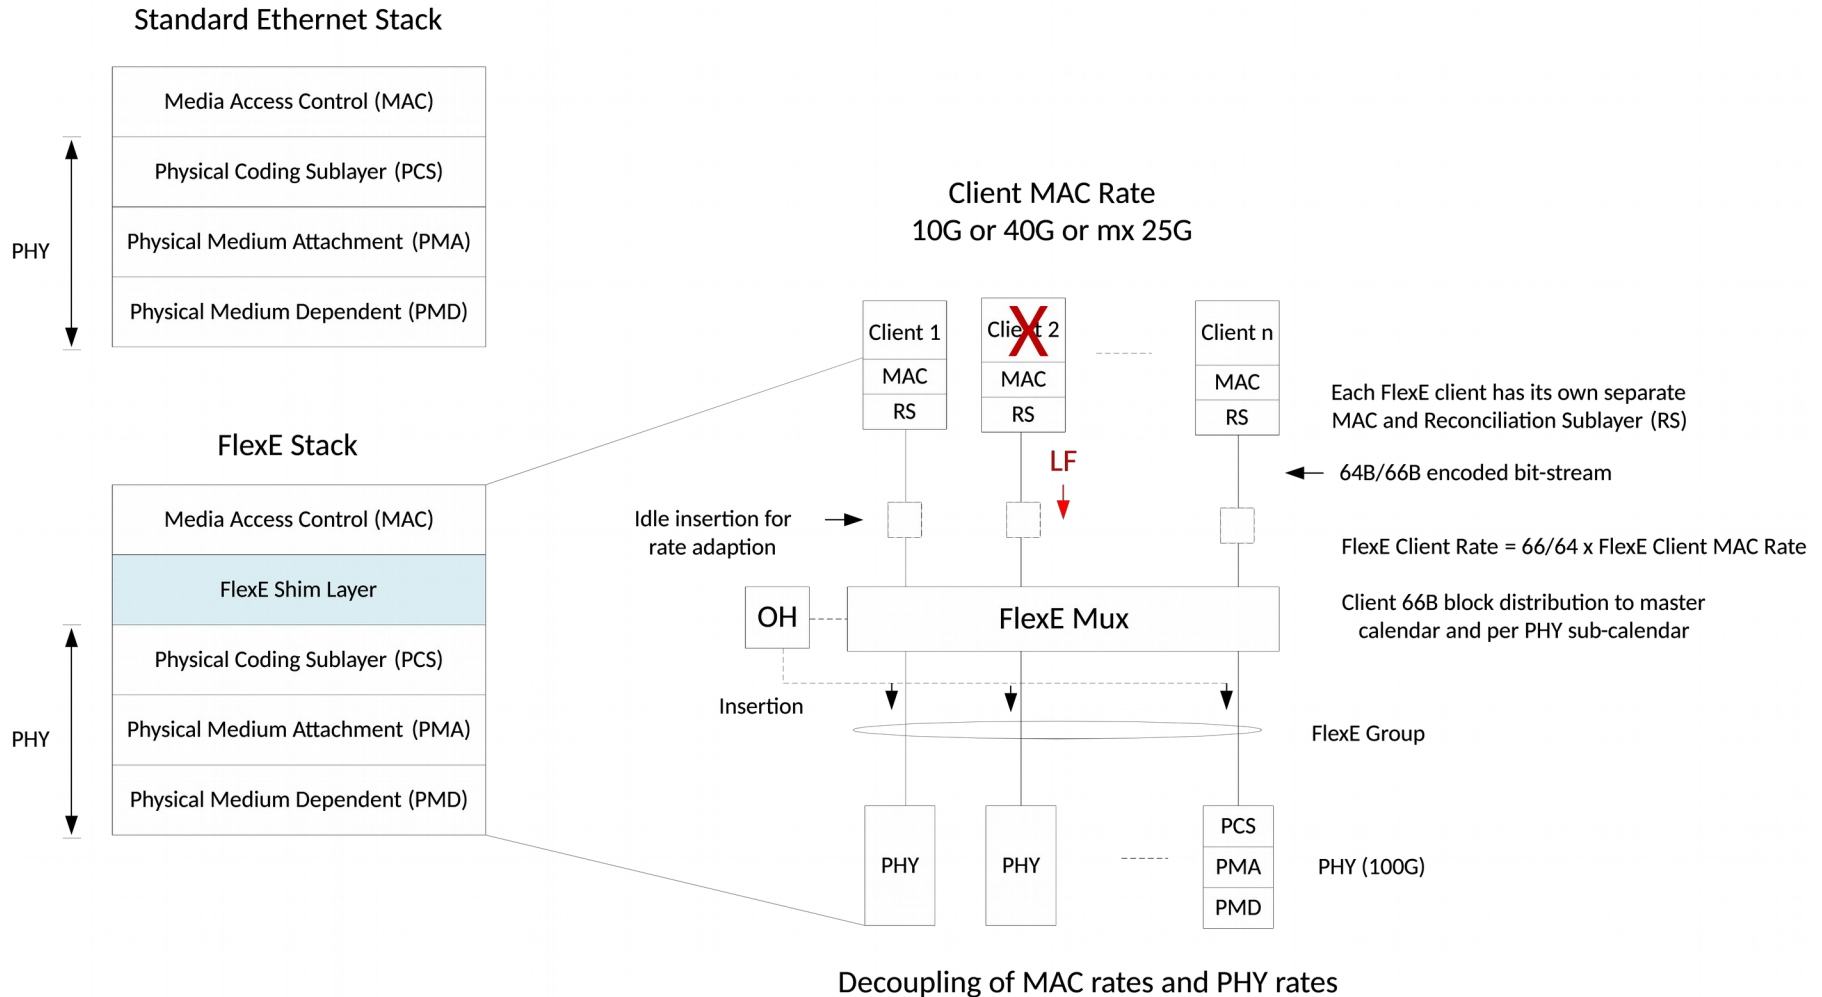 Standard Ethernet Stack
Media Access Control (MAC)
Physical Coding Sublayer (PCS)
Physical Medium Attachment (PMA)
Physical Medium Dependent (PMD)
PHY
FlexE Stack
Media Access Control (MAC)
FlexE Shim Layer
Physical Coding Sublayer (PCS)
Physical Medium Attachment (PMA)
Physical Medium Dependent (PMD)
PHY
Client MAC Rate
10G or 40G or mx 25G
Client 1
MAC
RS
Client 2
X
MAC
RS
Client n
MAC
RS
LF
Each FlexE client has its own separate
MAC and Reconciliation Sublayer (RS)
64B/66B encoded bit-stream
Idle insertion for
rate adaption
FlexE Client Rate = 66/64 x FlexE Client MAC Rate
OH
FlexE Mux
Client 66B block distribution to master
calendar and per PHY sub-calendar
Insertion
FlexE Group
PHY
PHY
PCS
PMA
PMD
PHY (100G)
Decoupling of MAC rates and PHY rates